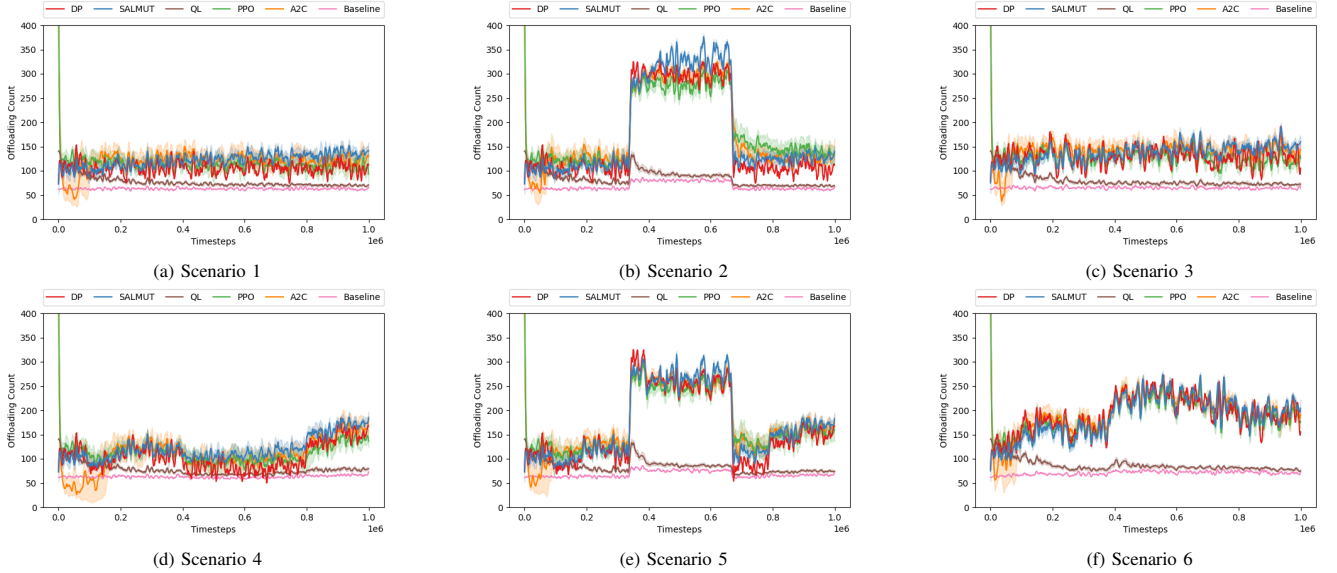 DP SALMUT QL PPO A2C Baseline
400
350
300
250
200
150
100
50
0
Offloading Count
0.0 0.2 0.4 0.6 0.8 1.0
1e6
Timesteps
(a) Scenario 1
DP SALMUT QL PPO A2C Baseline
400
350
300
250
200
150
100
50
0
Offloading Count
0.0 0.2 0.4 0.6 0.8 1.0
1e6
Timesteps
(b) Scenario 2
DP SALMUT QL PPO A2C Baseline
400
350
300
250
200
150
100
50
0
Offloading Count
0.0 0.2 0.4 0.6 0.8 1.0
1e6
Timesteps
(c) Scenario 3
DP SALMUT QL PPO A2C Baseline
400
350
300
250
200
150
100
50
0
Offloading Count
0.0 0.2 0.4 0.6 0.8 1.0
1e6
Timesteps
(d) Scenario 4
DP SALMUT QL PPO A2C Baseline
400
350
300
250
200
150
100
50
0
Offloading Count
0.0 0.2 0.4 0.6 0.8 1.0
1e6
Timesteps
(e) Scenario 5
DP SALMUT QL PPO A2C Baseline
400
350
300
250
200
150
100
50
0
Offloading Count
0.0 0.2 0.4 0.6 0.8 1.0
1e6
Timesteps
(f) Scenario 6